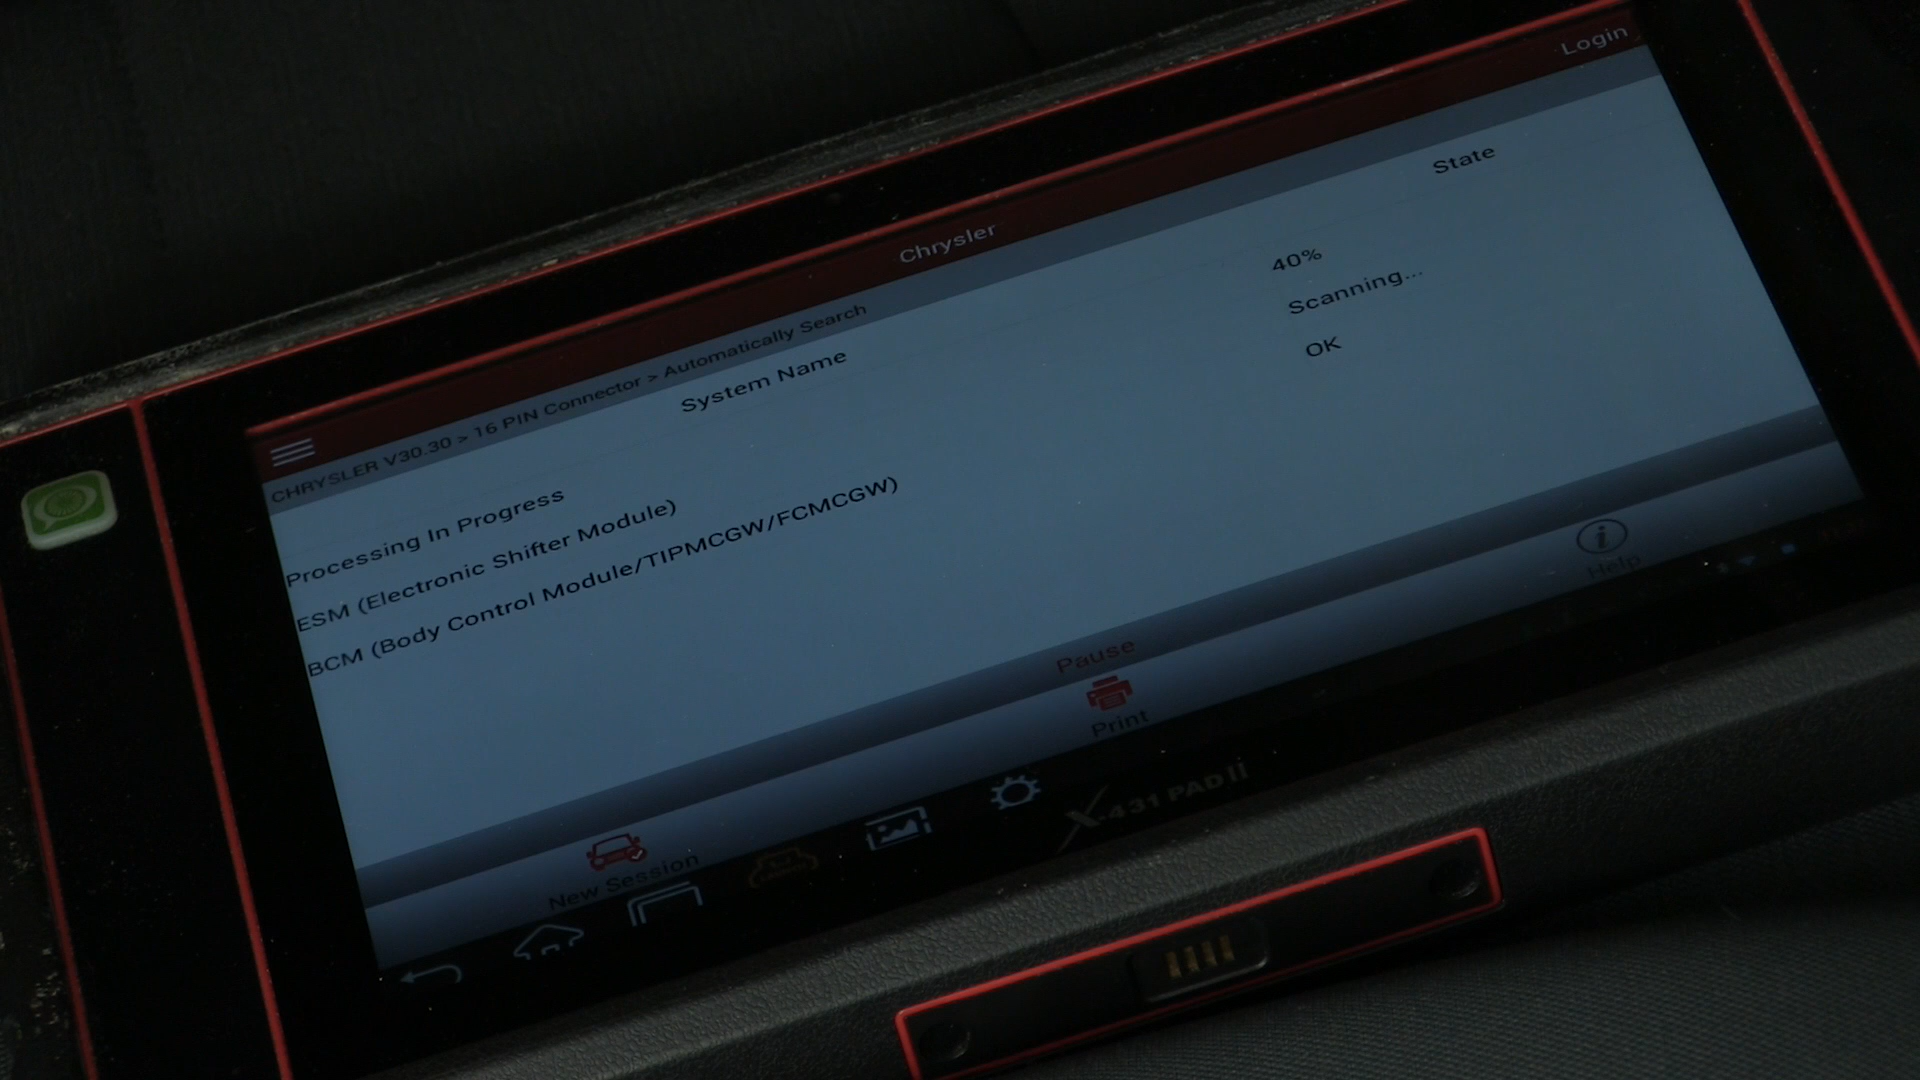 Login
Chrysler
CHRYSLER V30.30 > 16 PIN Connector > Automatically Search
System Name State
Processing In Progress 40%
ESM (Electronic Shifter Module) Scanning...
BCM (Body Control Module/TIPMCGW/FCMCGW) OK
Pause
New Session Print Help
X-431 PAD II